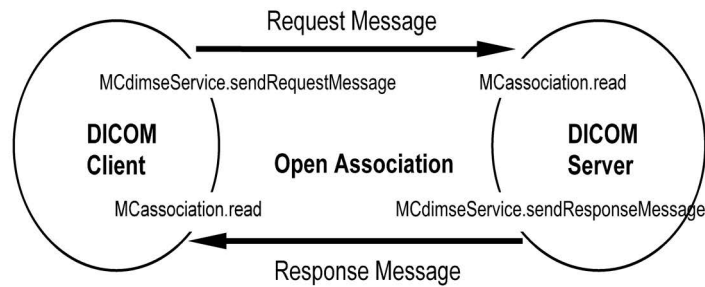 Request Message
MCdimseService.sendRequestMessage
MCassociation.read
DICOM
Client
Open Association
DICOM
Server
MCassociation.read
MCdimseService.sendResponseMessage
Response Message